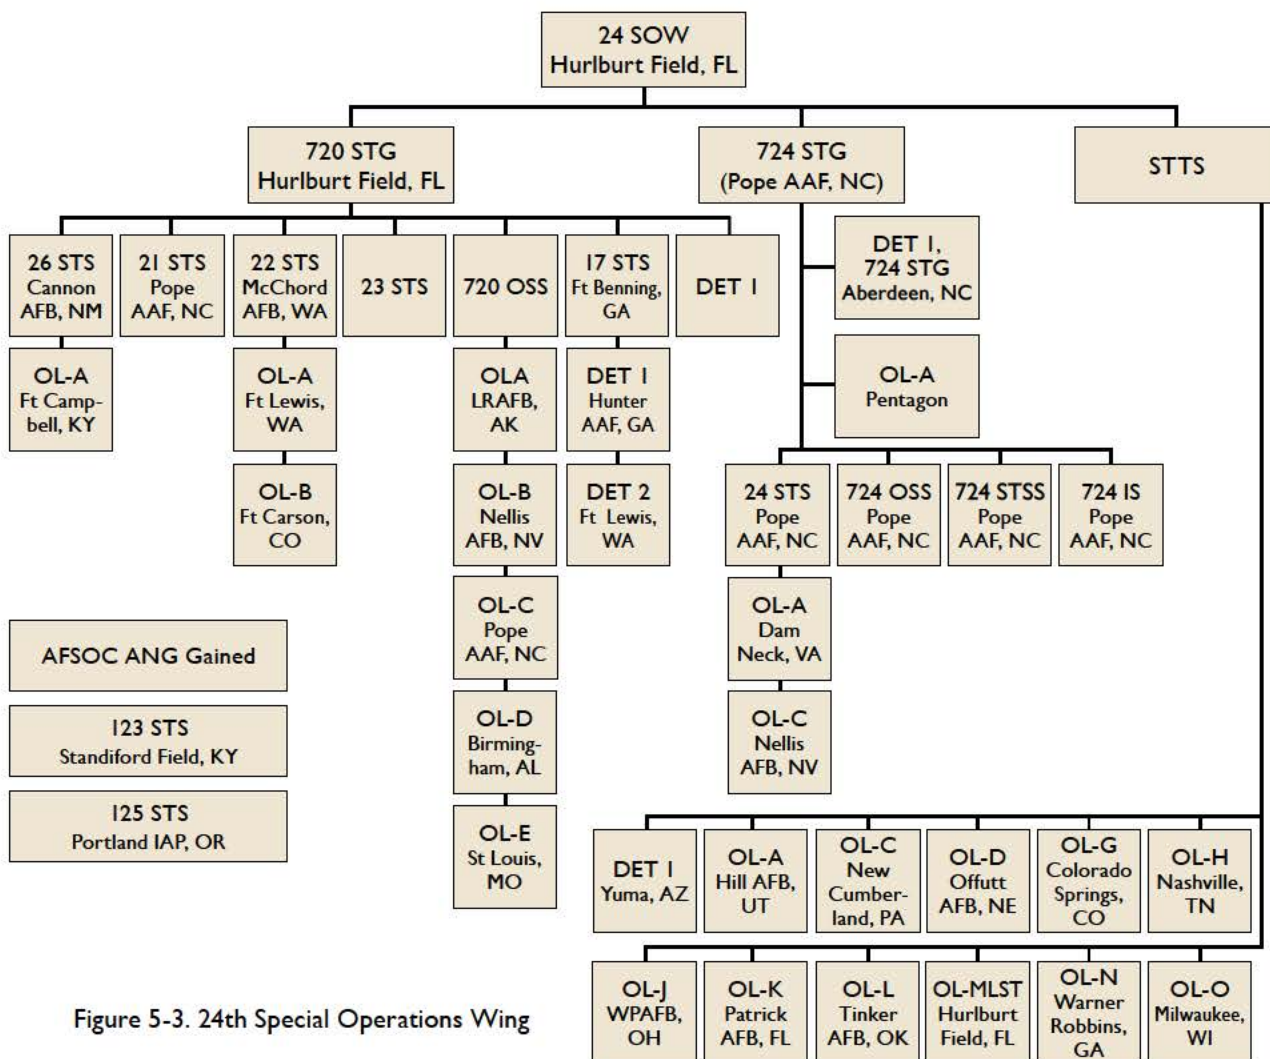 24 SOW
Hurlburt Field, FL
720 STG
Hurlburt Field, FL
724 STG
(Pope AAF, NC)
STTS
26 STS
Cannon
AFB, NM
21 STS
Pope
AAF, NC
22 STS
McChord
AFB, WA
23 STS
720 OSS
17 STS
Ft Benning,
GA
DET 1
DET 1,
724 STG
Aberdeen, NC
OL-A
Ft Camp-
bell, KY
OL-A
Ft Lewis,
WA
OLA
LRAFB,
AK
DET 1
Hunter
AAF, GA
OL-A
Pentagon
OL-B
Ft Carson,
CO
OL-B
Nellis
AFB, NV
DET 2
Ft Lewis,
WA
24 STS
Pope
AAF, NC
724 OSS
Pope
AAF, NC
724 STSS
Pope
AAF, NC
724 IS
Pope
AAF, NC
OL-C
Pope
AAF, NC
OL-A
Dam
Neck, VA
AFSOC ANG Gained
123 STS
Standiford Field, KY
125 STS
Portland IAP, OR
OL-D
Birming-
ham, AL
OL-C
Nellis
AFB, NV
OL-E
St Louis,
MO
DET 1
Yuma, AZ
OL-A
Hill AFB,
UT
OL-C
New
Cumber-
land, PA
OL-D
Offutt
AFB, NE
OL-G
Colorado
Springs,
CO
OL-H
Nashville,
TN
OL-J
WPAFB,
OH
OL-K
Patrick
AFB, FL
OL-L
Tinker
AFB, OK
OL-MLST
Hurlburt
Field, FL
OL-N
Warner
Robbins,
GA
OL-O
Milwaukee,
WI
Figure 5-3. 24th Special Operations Wing